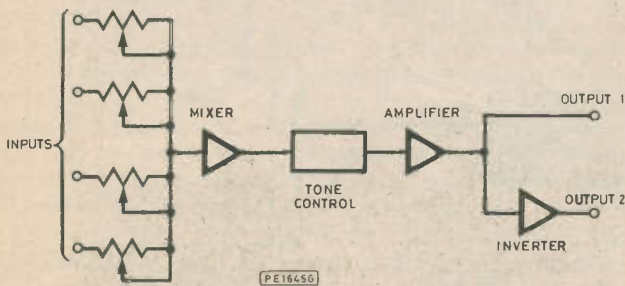 INPUTS
MIXER
TONE
CONTROL
AMPLIFIER
OUTPUT 1
OUTPUT 2
INVERTER
PE1645G